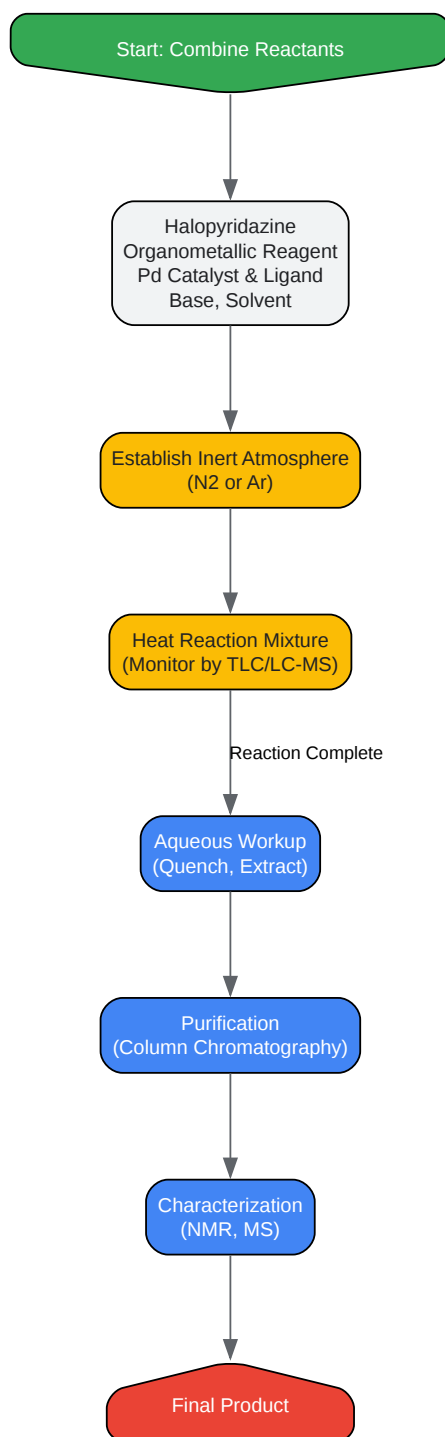 Start: Combine Reactants
Halopyridazine
Organometallic Reagent
Pd Catalyst & Ligand
Base, Solvent
Establish Inert Atmosphere
(N2 or Ar)
Heat Reaction Mixture
(Monitor by TLC/LC-MS)
Reaction Complete
Aqueous Workup
(Quench, Extract)
Purification
(Column Chromatography)
Characterization
(NMR, MS)
Final Product